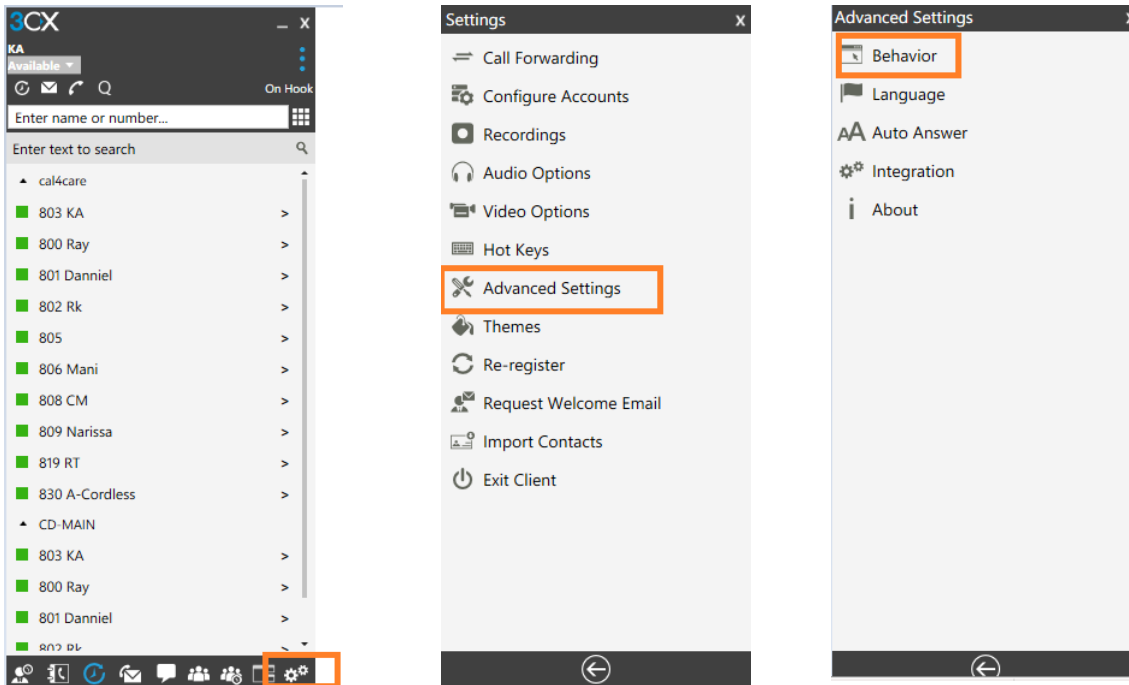 3CX
KA
Available
On Hook
Enter name or number...
Enter text to search
cal4care
803 KA
800 Ray
801 Danniel
802 Rk
805
806 Mani
808 CM
809 Narissa
819 RT
830 A-Cordless
CD-MAIN
803 KA
800 Ray
801 Danniel
802 Rk
Settings
X
Call Forwarding
Configure Accounts
Recordings
Audio Options
Video Options
Hot Keys
Advanced Settings
Themes
Re-register
Request Welcome Email
Import Contacts
Exit Client
Advanced Settings
Behavior
Language
AA Auto Answer
Integration
About